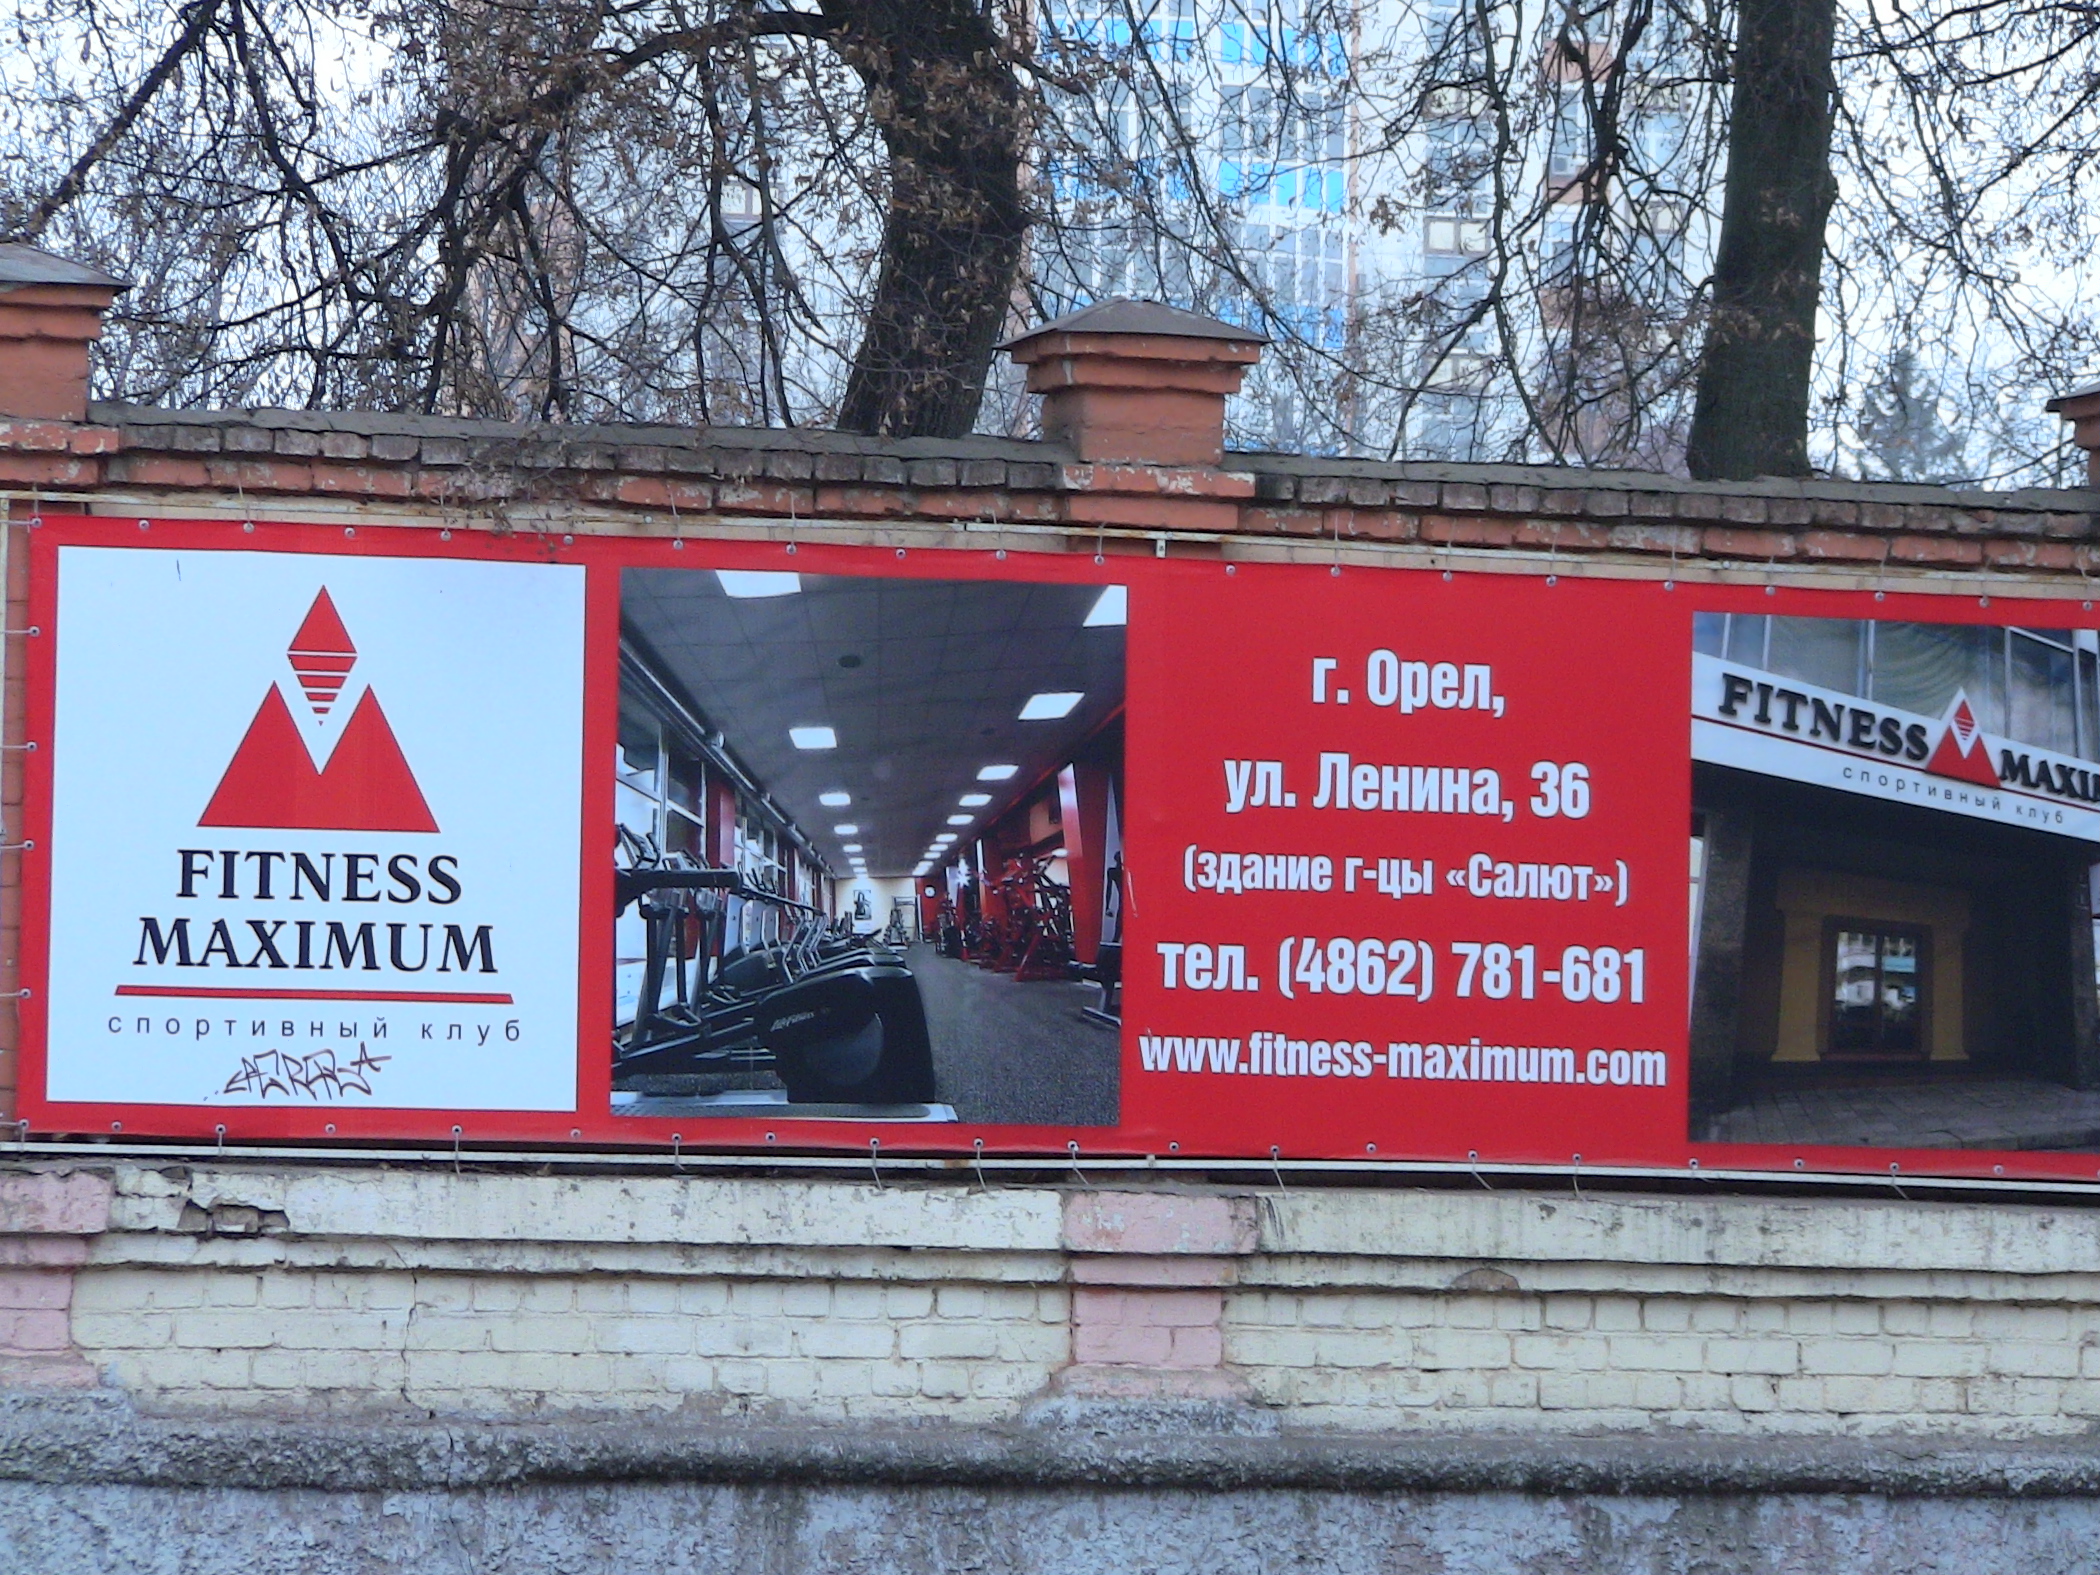 FITNESS
MAXIMUM
спортивный клуб
г. Орел,
ул. Ленина, 36
(здание г-цы «Салют»)
тел. (4862) 781-681
www.fitness-maximum.com
FITNESS MAXI
спортивный клуб